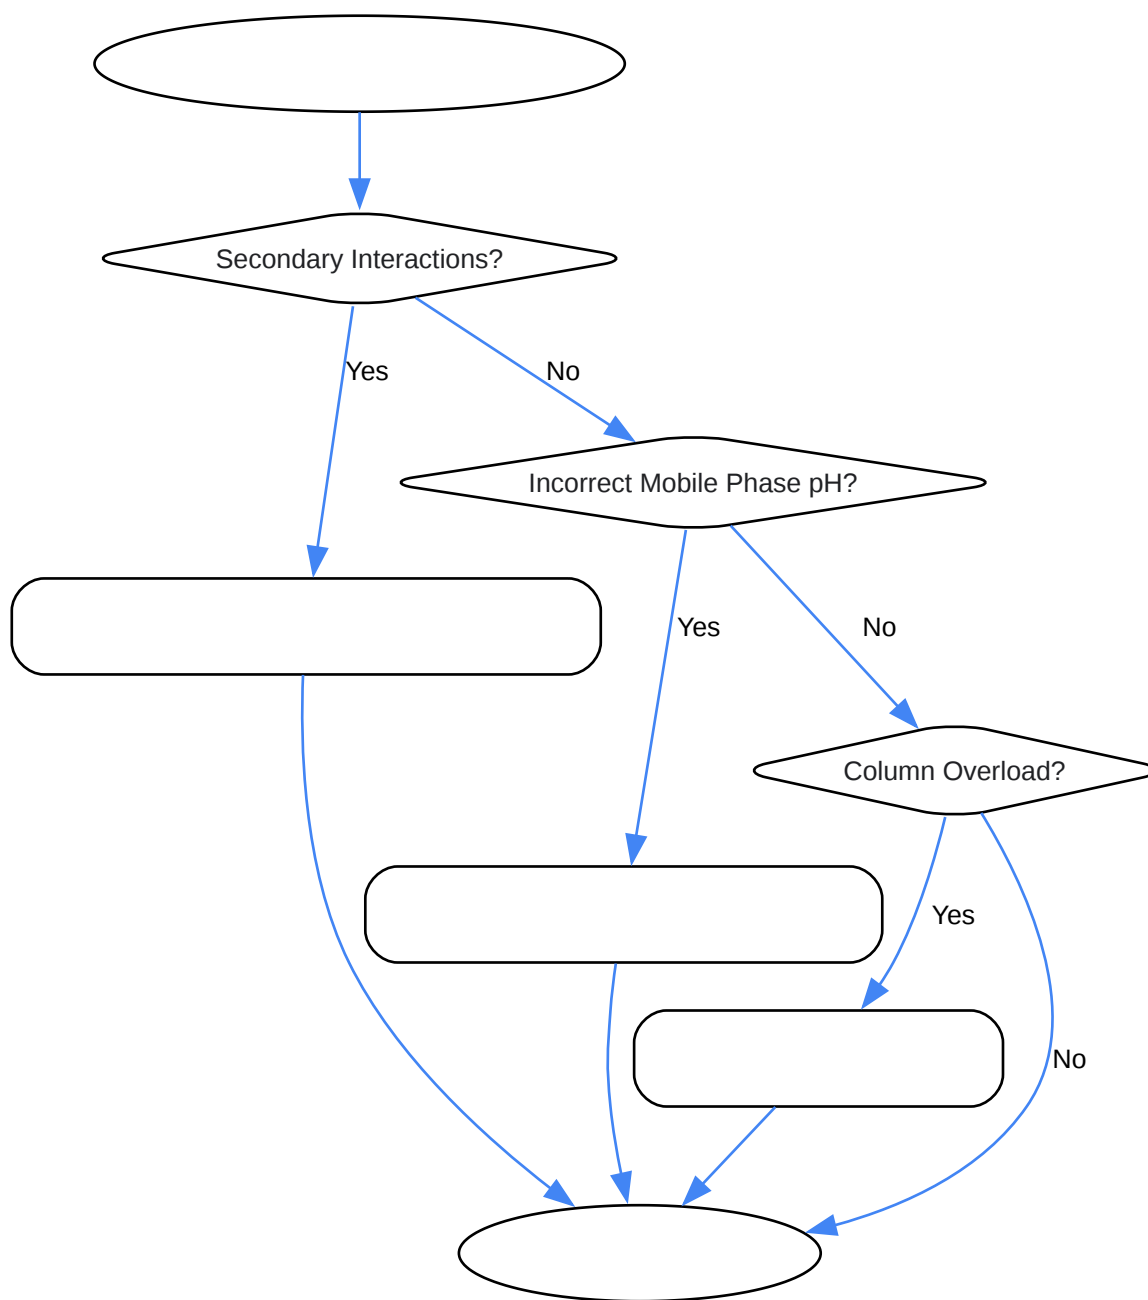 Secondary Interactions?
Yes
No
Incorrect Mobile Phase pH?
Yes
No
Column Overload?
Yes
No